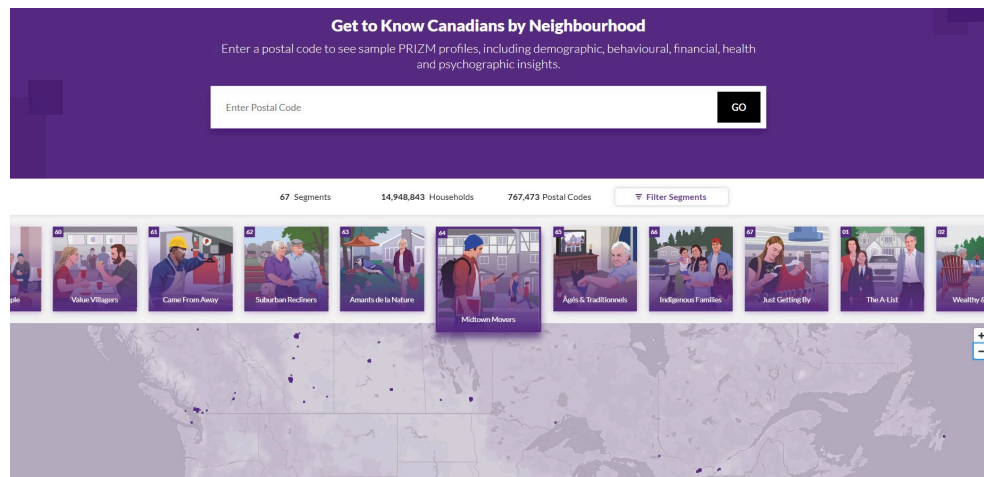 Get to Know Canadians by Neighbourhood
Enter a postal code to see sample PRIZM profiles, including demographic, behavioural, financial, health
and psychographic insights.
Enter Postal Code
GO
67 Segments
14,948,843 Households
767,473 Postal Codes
Filter Segments
ple
60
Value Villagers
61
Came From Away
62
Suburban Recliners
63
Amants de la Nature
64
Midtown Movers
65
Âgés & Traditionnels
66
Indigenous Families
67
Just Getting By
01
The A-List
02
Wealthy &
+
−